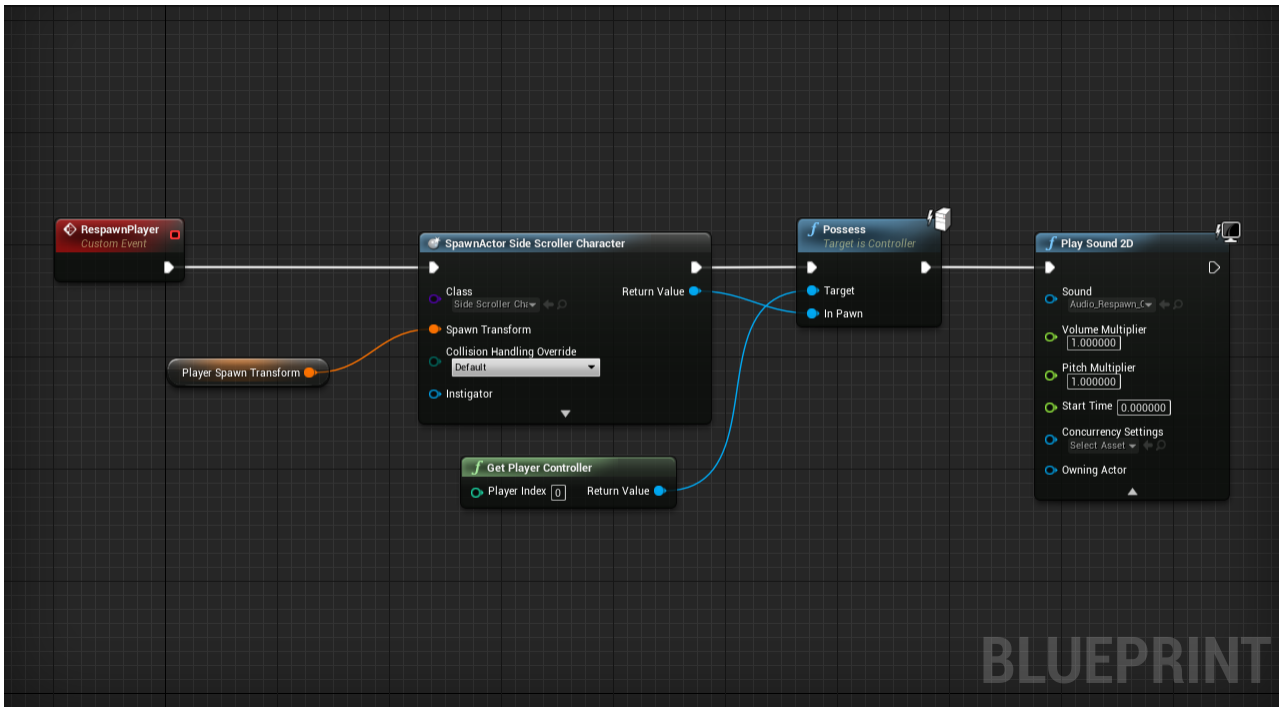 RespawnPlayer
Custom Event
Player Spawn Transform
SpawnActor Side Scroller Character
Class
Side Scroller Cha
Return Value
Spawn Transform
Collision Handling Override
Default
Instigator
Get Player Controller
Player Index 0 Return Value
Possess
Target is Controller
Target
In Pawn
Play Sound 2D
Sound
Audio_Respawn_C
Volume Multiplier
1.000000
Pitch Multiplier
1.000000
Start Time 0.000000
Concurrency Settings
Select Asset
Owning Actor
BLUEPRINT